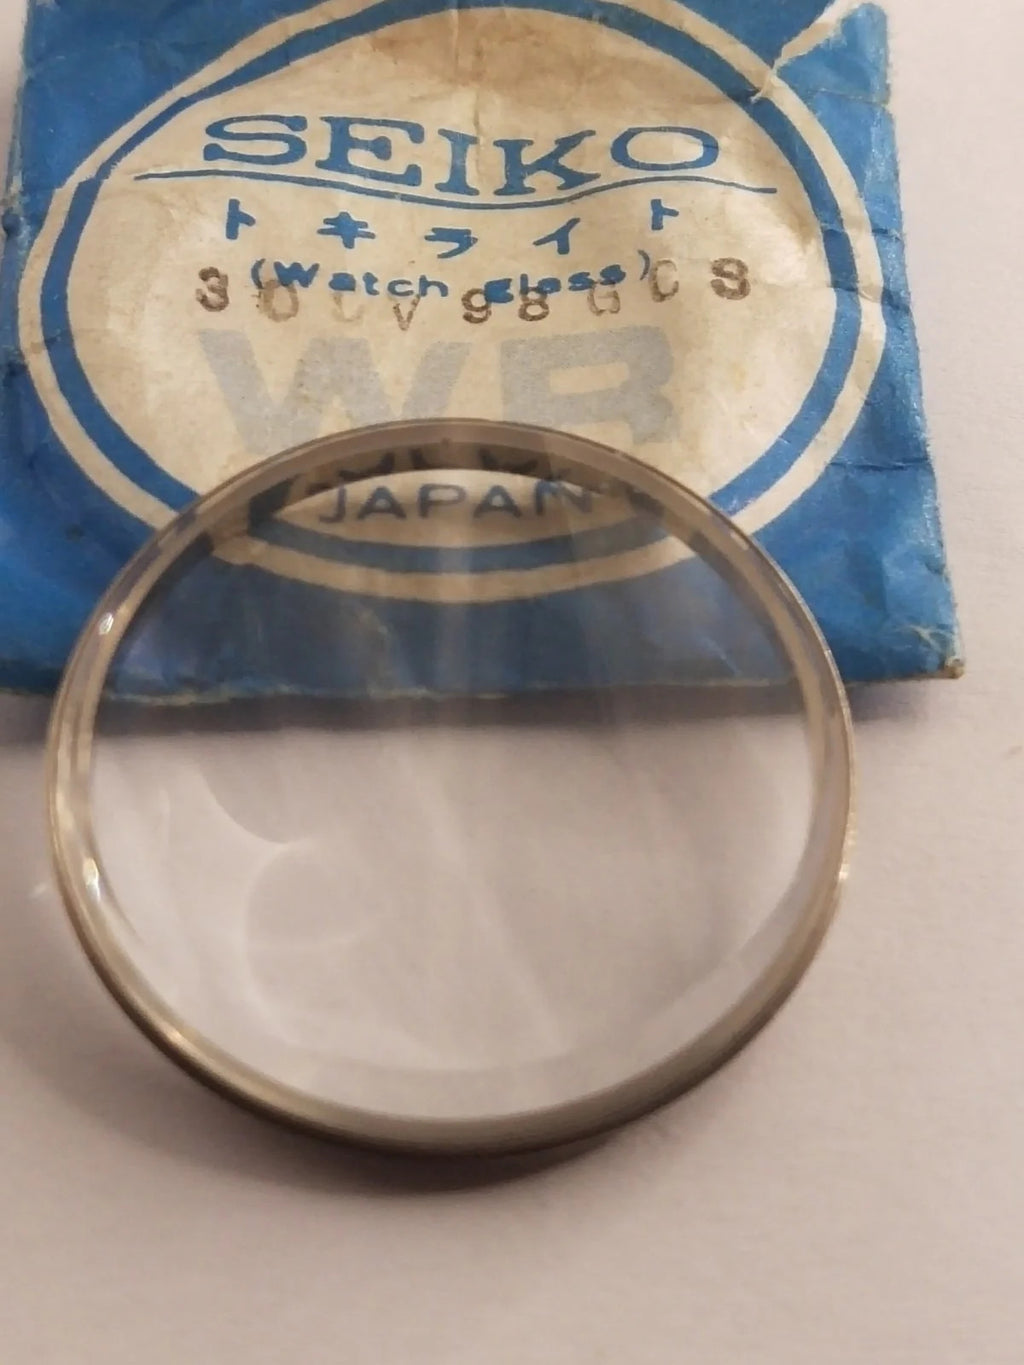 SEIKO
トキライト
(Watch glass)
WR
JAPAN